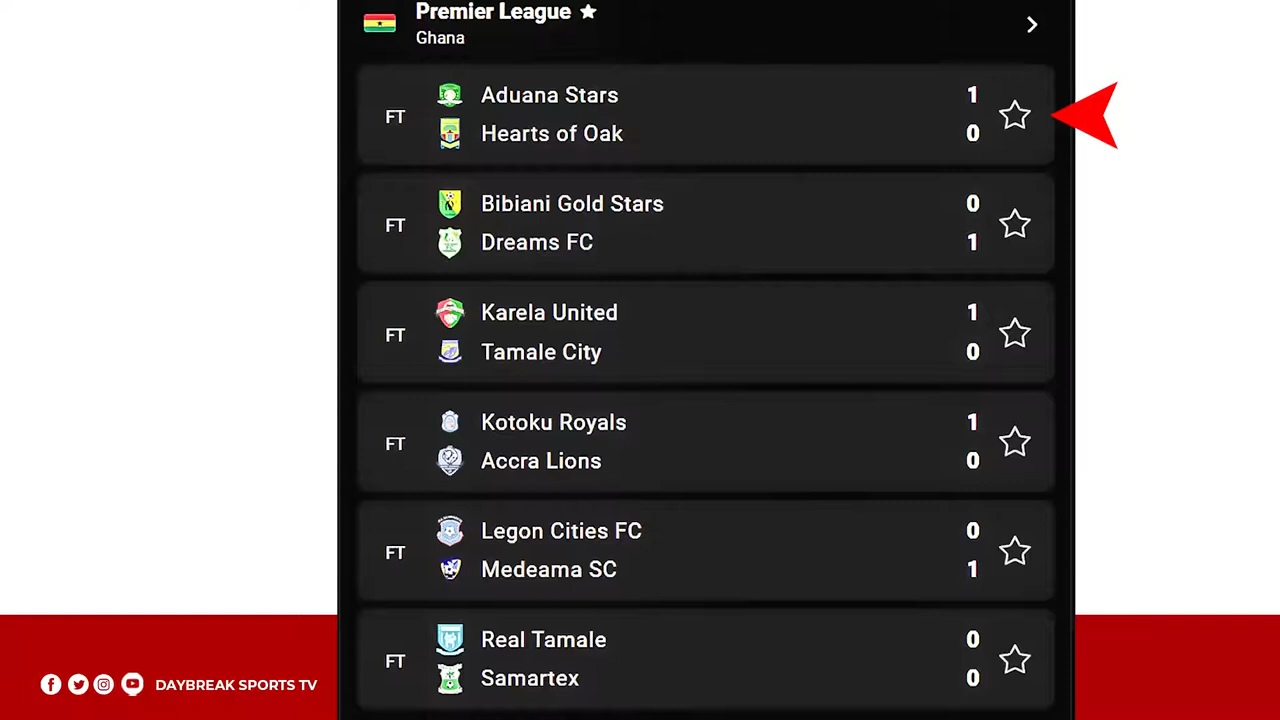 Premier League ★
Ghana
FT
Aduana Stars 1
Hearts of Oak 0
FT
Bibiani Gold Stars 0
Dreams FC 1
FT
Karela United 1
Tamale City 0
FT
Kotoku Royals 1
Accra Lions 0
FT
Legon Cities FC 0
Medeama SC 1
FT
Real Tamale 0
Samartex 0
DAYBREAK SPORTS TV